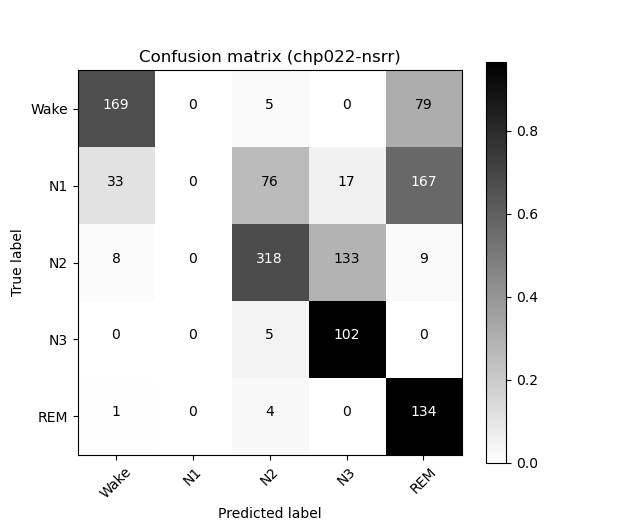 Confusion matrix (chp022-nsrr)
Wake 169 0 5 0 79
N1 33 0 76 17 167
N2 8 0 318 133 9
N3 0 0 5 102 0
REM 1 0 4 0 134
Wake N1 N2 N3 REM
True label
Predicted label
0.8
0.6
0.4
0.2
0.0